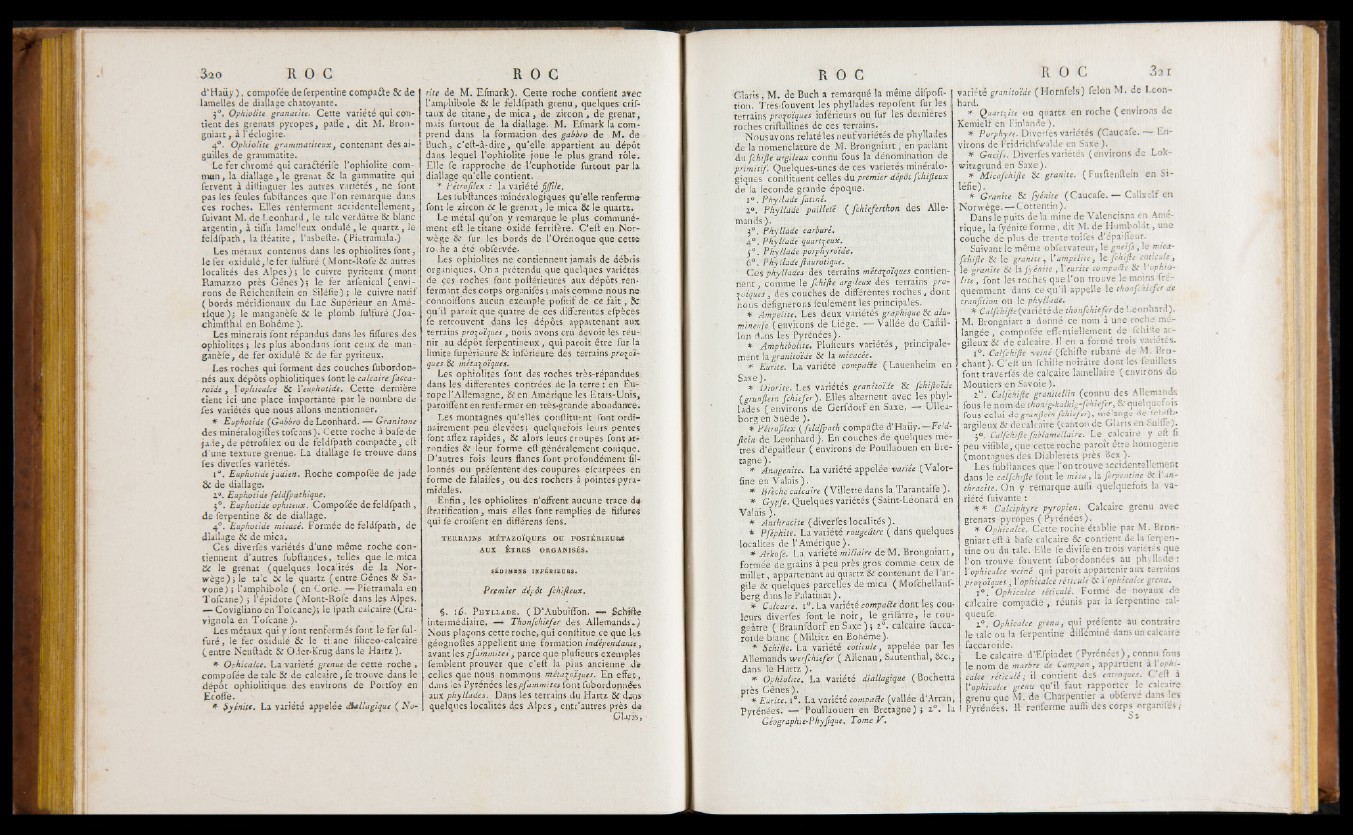 320 R O C
d'Haüy), compofée de ferpentine compacte & de
lamelles de diallage chatoyante.
3°. Ophiolite granatite. Cette variété qui con-
tient des grenats pyropes, paffe, dit M. Bron-
gniart, à l'éclogite.
4°. Ophiolite grammatiteux, contenant des ai-
guilles de grammatite.
Le fer chromé qui caractérife l'ophiolite com-
mun, la diallage, le grenat & la gammatite qui
fervent à diftinguer les autres variétés, ne font
pas les feules fubftances que l'on remarque dans
ces roches. Elles renferment accidentellement,
fuivant M. de Leonhard, le talc verdâtre & blanc
argentin, à tiffu lamelleux ondulé, le quartz, le
feldfpath, la ftéatite, l'asbefte. (Pietramala.)
Les métaux contenus dans les ophiolites font,
le fer oxidulé, le fer fulfuré (Mont-Rofe & autres
localités des Alpes); le cuivre pyriteux (mont
Ramazzo près Gênes); le fer arfenical (envi-
rons de Reichenftein en Siléfie); le cuivre natif
(bords méridionaux du Lac Supérieur en Amé-
rique); le manganèfe & le plomb fulfuré (Joa-
chimfthal en Bohême).
Les minerais font répandus dans les fiffures des
ophiolites; les plus abondans font ceux de man-
ganèfe, de fer oxidulé & de fer pyriteux.
Les roches qui forment des couches fubordon-
nés aux dépôts ophiolitiques font le calcaire facca-
roïde, l'ophicalce & l'euphotide. Cette dernière
tient ici une place importante par le nombre de
fes variétés que nous allons mentionner.
* Euphotide (Gabbro de Leonhard. — Granitone
des minéralogiftes tofcans). Cette roche à bafe de
jade, de pétrofilex ou de feldfpath compacte, eft
d'une texture grenue. La diallage fe trouve dans
fes diverfes variétés.
1°. Euphotide jadien. Roche compofée de jade
& de diallage.
2°. Euphotide feldfpathique.
3°. Euphotide ophiteux. Compofée de feldfpath,
de ferpentine & de diallage.
4°. Euphotide micacé. Formée de feldfpath, de
diallage & de mica.
Ces diverfes variétés d'une même roche con-
tiennent d'autres fubftances, telles que le mica
& le grenat (quelques localités de la Nor-
wège); le talc & le quartz (entre Gênes & Sa-
vone); l'amphibole (en Corfe. — Pietramala en
Tofcane); l'épidote (Mont-Rofe dans les Alpes.
— Covigliano en Tofcane); le fpath calcaire (Cra-
vignola en Tofcane).
Les métaux qui y font renfermés font le fer ful-
furé, le fer oxidulé & le titane filiceo-calcaire
(entre Neuftadt & Oder-Krug dans le Hartz).
* Ophicalce. La variété grenue de cette roche,
compofée de talc & de calcaire, fe trouve dans le
dépôt ophiolitique des environs de Portfoy en
Ecoffe.
* Syénite. La variété appelée diallagique (No-
R O C
rite de M. Efmark). Cette roche contient avec
l'amphibole & le feldfpath grenu, quelques crif-
taux de titane, de mica, de zircon, de grenat,
mais furtout de la diallage. M. Efmark la com-
prend dans la formation des gabbro de M. de
Buch, c'eft-à-dire, qu'elle appartient au dépôt
dans lequel l'ophiolite joue le plus grand rôle.
Elle fe rapproche de l'euphotide furtout par la
diallage qu'elle contient.
* Pétrofilex : la variété fiffile.
Les fubftances minéralogiques qu'elle renferme
font le zircon & le grenat, le mica & le quartz.
Le métal qu'on y remarque le plus communé-
ment eft le titane oxidé ferrifère. C'eft en Nor-
wège & fur les bords de l'Orénoque que cette
roche a été obfervée.
Les ophiolites ne contiennent jamais de débris
organiques. On a prétendu que quelques variétés
de ces roches font poftérieures aux dépôts ren-
fermant des corps organifés; mais comme nous ne
connoiffons aucun exemple pofitif de ce fait, &
qu'il paroît que quatre de ces différentes efpèces
fe retrouvent dans les dépôts appartenant aux
terrains prozoïques, nous avons cru devoir les réu-
nir au dépôt ferpentineux, qui paroît être fur la
limite fupérieure & inférieure des terrains prozoï-
ques & métazoïques.
Les ophiolites font des roches très-répandues
dans les différentes contrées de la terre : en Eu-
rope l'Allemagne, & en Amérique les Etats-Unis,
paroiffent en renfermer en très-grande abondance.
Les montagnes qu'elles conftituent font ordi-
nairement peu élevées; quelquefois leurs pentes
font affez rapides, & alors leurs croupes font ar-
rondies & leur forme eft généralement conique.
D'autres fois leurs flancs font profondément fil-
lonnés ou préfentent des coupures efcarpées en
forme de falaifes, ou des rochers à pointes pyra-
midales.
Enfin, les ophiolites n'offrent aucune trace de
ftratification, mais elles font remplies de fiffures
qui fe croifent en différens fens.
TERRAINS MÉTAZOÏQUES OU POSTÉRIEURS
AUX ÊTRES ORGANISÉS.
SÉDIMENS INFÉRIEURS.
Premier dépôt fchifteux.
§. 16. PHYLLADE. (D'Aubuiffon. — Schifte
intermédiaire. — Thonfchiefer des Allemands.)
Nous plaçons cette roche, qui conftitue ce que les
géognoftes appellent une formation indépendante,
avant les pfammites, parce que plufieurs exemples
femblent prouver que c'eft la plus ancienne de
celles que nous nommons métazoïques. En effet,
dans les Pyrénées les pfammites font fubordonnées
aux phyllades. Dans les terrains du Hartz & dans
quelques localités des Alpes, entr'autres près de
Glaris,
R O C
Glaris, M. de Buch a remarqué la même difpofi-
tion. Très-fouvent les phyllades repofent fur les
terrains prozoïques inférieurs ou fur les dernières
roches criftallines de ces terrains.
Nous avons relaté les neuf variétés de phyllades
de la nomenclature de M. Brongniart, en parlant
du fchifte argileux connu fous la dénomination de
primitif. Quelques-unes de ces variétés minéralo-
giques conftituent celles du premier dépôt fchifteux
de la feconde grande époque.
1°. Phyllade fatiné.
2°. Phyllade pailleté (fchieferthon des Alle-
mands).
3°. Phyllade carburé.
4°. Phyllade quartzeux.
5°. Phyllade porphyroïde.
6°. Phyllade ftaurotique.
Ces phyllades des terrains métazoïques contien-
nent, comme le fchifte argileux des terrains pro-
zoïques, des couches de différentes roches, dont
nous défignerons feulement les principales.
* Ampelite. Les deux variétés graphique & alu-
mineufe (environs de Liége. — Vallée de Caftil-
lon dans les Pyrénées).
* Amphibolite. Plufieurs variétés, principale-
ment la granitoïde & la micacée.
* Eurite. La variété compacte (Lauenheim en
Saxe).
* Diorite. Les variétés granitoïde & fchiftoïde
(grunftein fchiefer). Elles alternent avec les phyl-
lades (environs de Gerfdorf en Saxe. — Ullea-
borg en Suède).
* Pétrofilex (feldfpath compacte d'Haüy. — Feld-
ftein de Leonhard). En couches de quelques mè-
tres d'épaiffeur (environs de Poullaouen en Bre-
tagne).
* Anagenite. La variété appelée variée (Valor-
fine en Valais).
* Brèche calcaire (Villette dans la Tarantaife).
* Gypfe. Quelques variétés (Saint-Léonard en
Valais).
* Anthracite (diverfes localités).
* Pféphite. La variété rougeâtre (dans quelques
localités de l'Amérique).
* Arkofe. La variété miliaire de M. Brongniart,
formée de grains à peu près gros comme ceux de
millet, appartenant au quartz & contenant de l'ar-
gile & quelques parcelles de mica (Mofchellanf-
berg dans le Palatinat).
* Calcaire. 1°. La variété compacte dont les cou-
leurs diverfes font le noir, le grifâtre, le rou-
geâtre (Braunfdorf en Saxe); 2°. calcaire facca-
roïde blanc (Miltitz en Bohême).
* Schifte. La variété coticule, appelée par les
Allemands wetfchiefer (Allenau, Sautenthal, &c.,
dans le Hartz).
* Ophiolite. La variété diallagique (Bochetta
près Gênes).
* Eurite. 1°. La variété compacte (vallée d'Arran,
Pyrénées. — Poullaouen en Bretagne); 2°. la
Géographie-Phyfique. Tome V.
R O C 321
variété granitoïde (Hornfels) felon M. de Leon-
hard.
* Quartzite ou quartz en roche (environs de
Kemielf en Finlande).
* Porphyre. Diverfes variétés (Caucafe. — En-
virons de Fridrichfwalde en Saxe).
* Gneifs. Diverfes variétés (environs de Lok-
witzgrund en Saxe).
* Micafchifte & granite. (Furftenftein en Si-
léfie).
* Granite & fyénite (Caucafe. — Callxelf en
Norwège. — Cottentin).
Dans le puits de la mine de Valenciana en Amé-
rique, la fyénite forme, dit M. de Humboldt, une
couche de plus de trente toifes d'épaiffeur.
Suivant le même obfervateur, le gneifs, le mica-
fchifte & le granite, l'ampélite, le fchifte coticule,
le granite & la fyénite, l'eurite compacte & l'ophio-
lite, font les roches que l'on trouve le moins fré-
quemment dans ce qu'il appelle le thonfchiefer de
tranfition ou le phyllade.
* Calfchifte (variété de thonfchiefer de Leonhard).
M. Brongniart a donné ce nom à une roche mé-
langée, compofée effentiellement de fchifte ar-
gileux & de calcaire. Il en a formé trois variétés.
1°. Calfchifte veiné (fchifte rubané de M. Bro-
chant). C'eft un fchifte noirâtre dont les feuillets
font traverfés de calcaire lamellaire (environs de
Moutiers en Savoie).
2°. Calfchifte granitellin (connu des Allemands
fous le nom de thonig-kalkig-fchiefer, & quelquefois
fous celui de grunftein fchiefer), mélange de fchifte
argileux & de calcaire (canton de Glaris en Suiffe).
3°. Calfchifte fublamellaire. Le calcaire y eft fi
peu vifible, que cette roche paroît être homogène
(montagnes des Diablerets près Bex).
Les fubftances que l'on trouve accidentellement
dans le calfchifte font le mica, la ferpentine & l'an-
thracite. On y remarque auffi quelquefois la va-
riété fuivante :
** Calciphyre pyropien. Calcaire grenu avec
grenats pyropes (Pyrénées).
* Ophicalce. Cette roche établie par M. Bron-
gniart eft à bafe calcaire & contient de la ferpen-
tine ou du talc. Elle fe divife en trois variétés que
l'on trouve fouvent fubordonnées au phyllade :
l'ophicalce veiné qui paroît appartenir aux terrains
prozoïques, l'ophicalce réticulé & l'ophicalce grenu.
1°. Ophicalce réticulé. Formé de noyaux de
calcaire compacte, réunis par la ferpentine tal-
queufe.
2°. Ophicalce grenu, qui préfente au contraire
le talc ou la ferpentine difféminé dans un calcaire
faccaroïde.
Le calcaire d'Efpiadet (Pyrénées), connu fous
le nom de marbre de Campan, appartient à l'ophi-
calce réticulé; il contient des entroques. C'eft à
l'ophicalce grenu qu'il faut rapporter le calcaire
grenu que M. de Charpentier a obfervé dans les
Pyrénées. Il renferme auffi des corps organifés;
S s